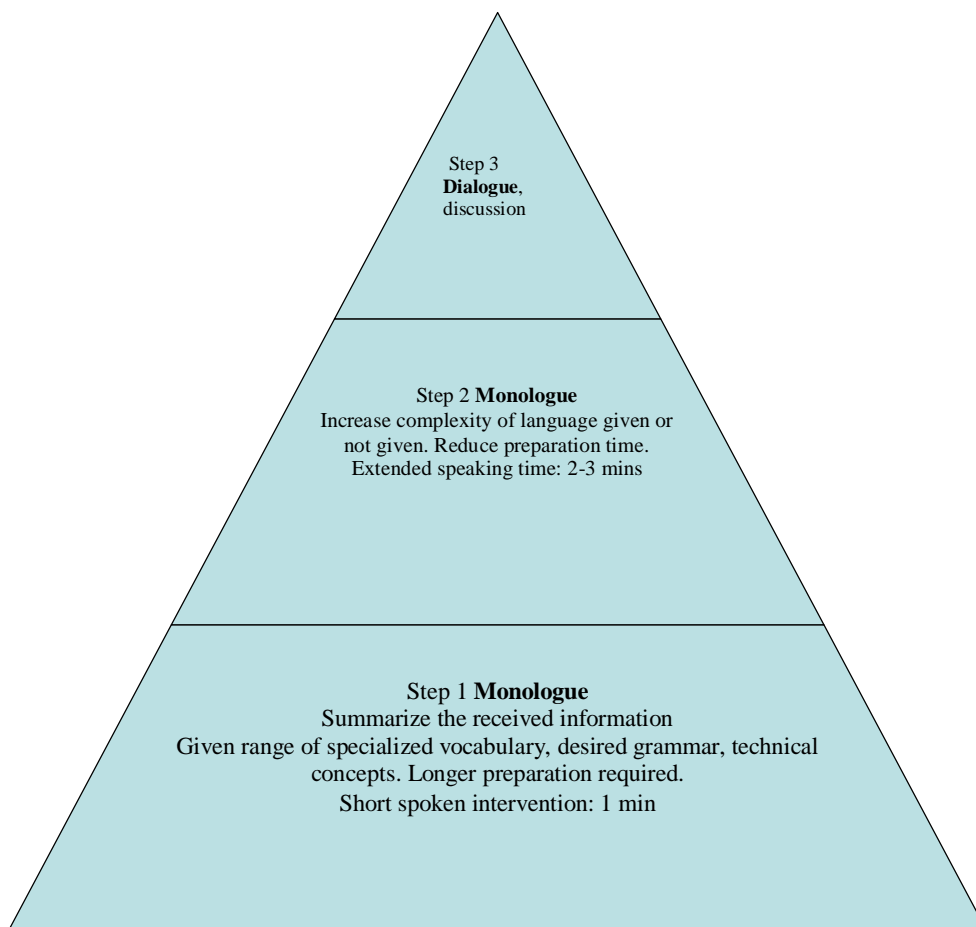 Step 3
Dialogue,
discussion
Step 2 Monologue
Increase complexity of language given or
not given. Reduce preparation time.
Extended speaking time: 2-3 mins
Step 1 Monologue
Summarize the received information
Given range of specialized vocabulary, desired grammar, technical
concepts. Longer preparation required.
Short spoken intervention: 1 min